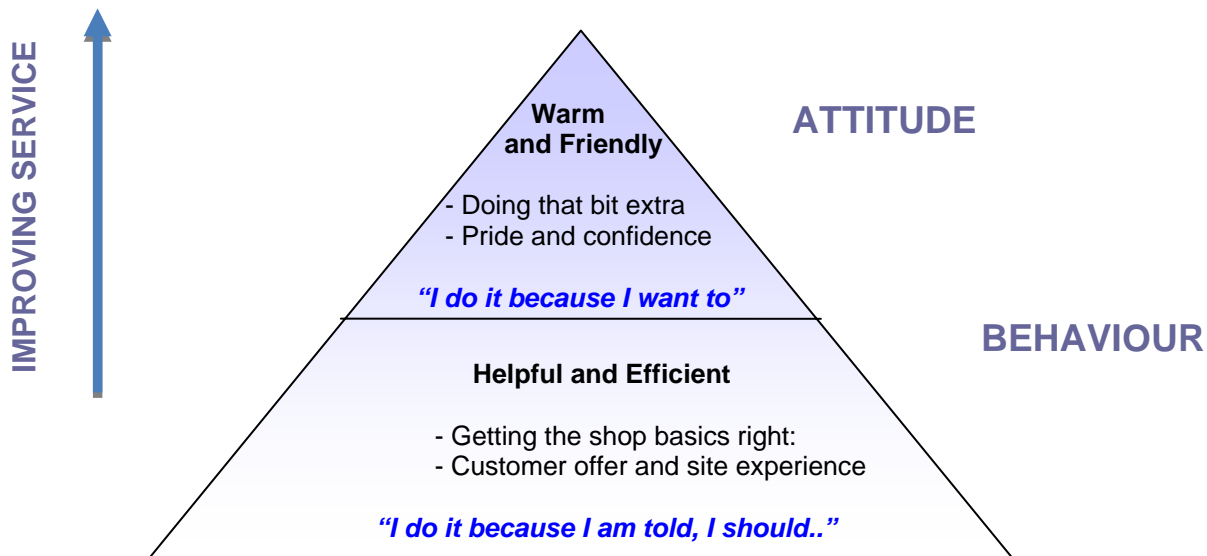 IMPROVING SERVICE
Warm
and Friendly
- Doing that bit extra
- Pride and confidence
“I do it because I want to”
ATTITUDE
BEHAVIOUR
Helpful and Efficient
- Getting the shop basics right:
- Customer offer and site experience
“I do it because I am told, I should..”